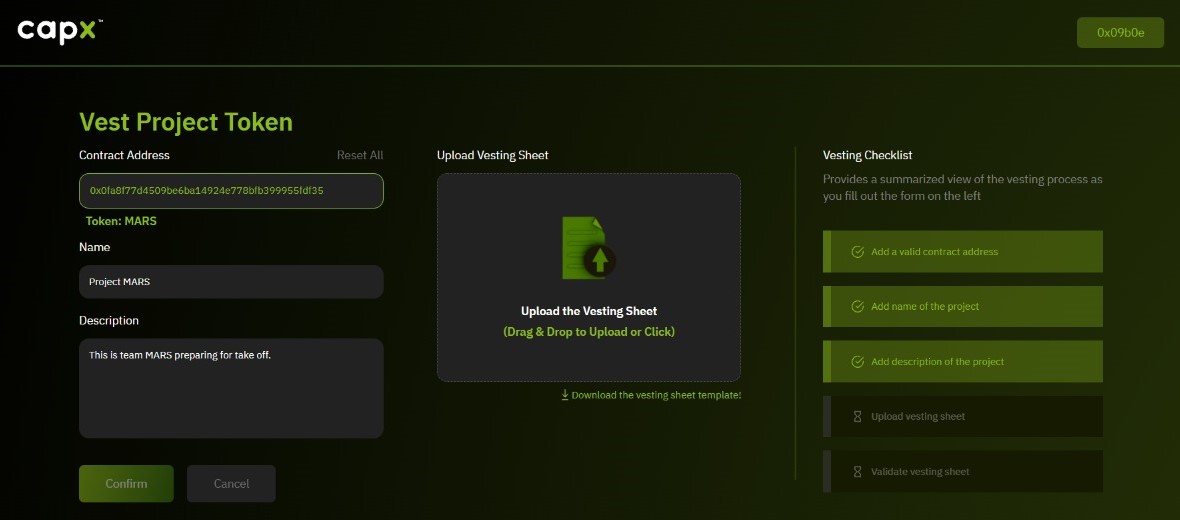 capx™
0x09b0e
Vest Project Token
Contract Address
Reset All
0x0fa8f77d4509be6ba14924e778bfb399955fdf35
Token: MARS
Name
Project MARS
Description
This is team MARS preparing for take off.
Confirm
Cancel
Upload Vesting Sheet
Upload the Vesting Sheet
(Drag & Drop to Upload or Click)
Download the vesting sheet template!
Vesting Checklist
Provides a summarized view of the vesting process as
you fill out the form on the left
Add a valid contract address
Add name of the project
Add description of the project
Upload vesting sheet
Validate vesting sheet